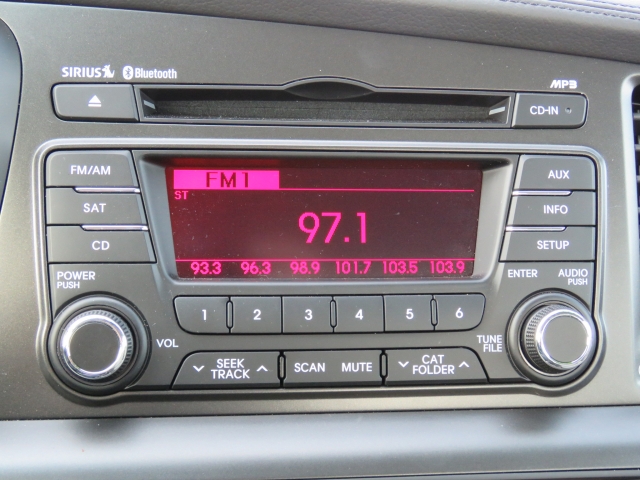 SIRIUS Bluetooth MP3
CD-IN
FM/AM FM1 AUX
ST
SAT 97.1 INFO
CD SETUP
93.3 96.3 98.9 101.7 103.5 103.9
POWER PUSH ENTER AUDIO PUSH
1 2 3 4 5 6
VOL SEEK TRACK SCAN MUTE CAT FOLDER TUNE FILE